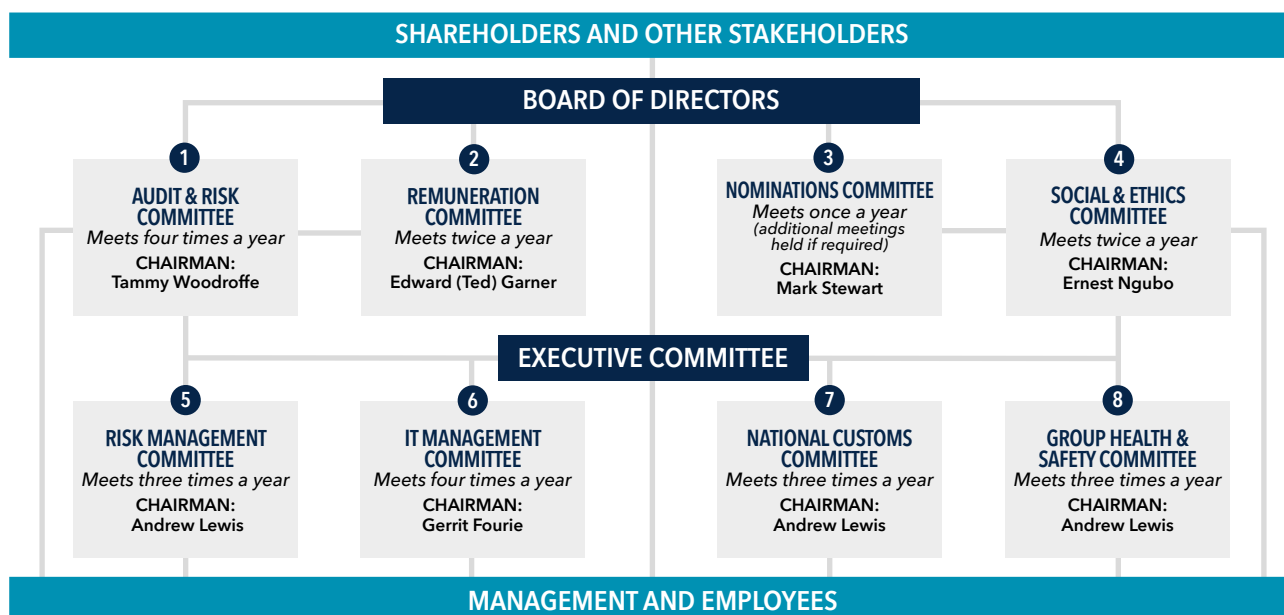 SHAREHOLDERS AND OTHER STAKEHOLDERS
BOARD OF DIRECTORS
1
AUDIT & RISK
COMMITTEE
Meets four times a year
CHAIRMAN:
Tammy Woodroffe
2
REMUNERATION
COMMITTEE
Meets twice a year
CHAIRMAN:
Edward (Ted) Garner
3
NOMINATIONS COMMITTEE
Meets once a year
(additional meetings
held if required)
CHAIRMAN:
Mark Stewart
4
SOCIAL & ETHICS
COMMITTEE
Meets twice a year
CHAIRMAN:
Ernest Ngubo
EXECUTIVE COMMITTEE
5
RISK MANAGEMENT
COMMITTEE
Meets three times a year
CHAIRMAN:
Andrew Lewis
6
IT MANAGEMENT
COMMITTEE
Meets four times a year
CHAIRMAN:
Gerrit Fourie
7
NATIONAL CUSTOMS
COMMITTEE
Meets three times a year
CHAIRMAN:
Andrew Lewis
8
GROUP HEALTH &
SAFETY COMMITTEE
Meets three times a year
CHAIRMAN:
Andrew Lewis
MANAGEMENT AND EMPLOYEES